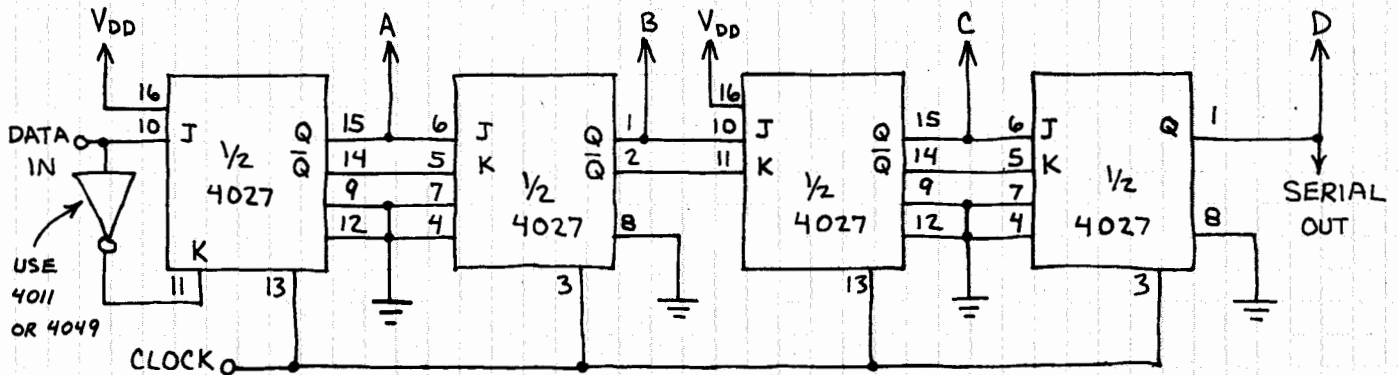 VDD A B VDD C D
16 16
DATA IN 10 J Q 15 6 J Q 1 10 J Q 15 6 J Q 1
1/2 4027 Q̅ 14 5 K Q̅ 2 11 K Q̅ 14 5 K
9 7 1/2 4027 1/2 4027 9 7 1/2 4027
12 4 8 12 4 8
SERIAL OUT
K
11 13 3 13 3
USE
4011
OR 4049
CLOCK